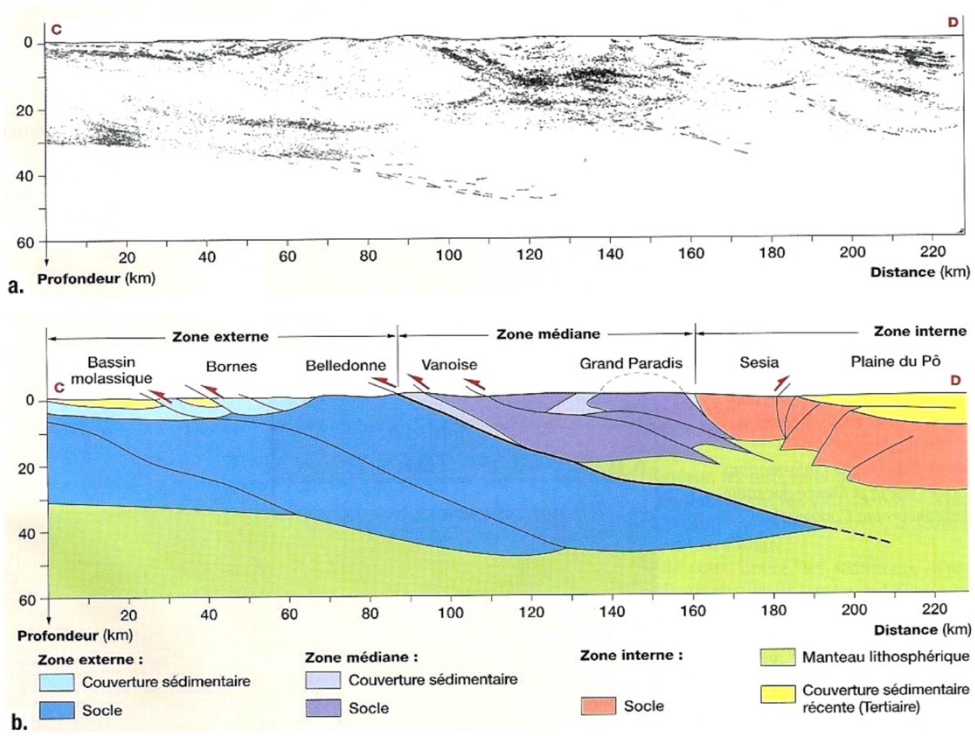 C D
0
20
40
60
20 40 60 80 100 120 140 160 180 200 220
Profondeur (km) Distance (km)
a.
Zone externe Zone médiane Zone interne
Bassin
molassique Bornes Belledonne Vanoise Grand Paradis Sesia Plaine du Pô
C D
0
20
40
60
20 40 60 80 100 120 140 160 180 200 220
Profondeur (km) Distance (km)
Zone externe : Zone médiane : Zone interne : Manteau lithosphérique
Couverture sédimentaire Couverture sédimentaire Couverture sédimentaire
récente (Tertiaire)
Socle Socle Socle
b.